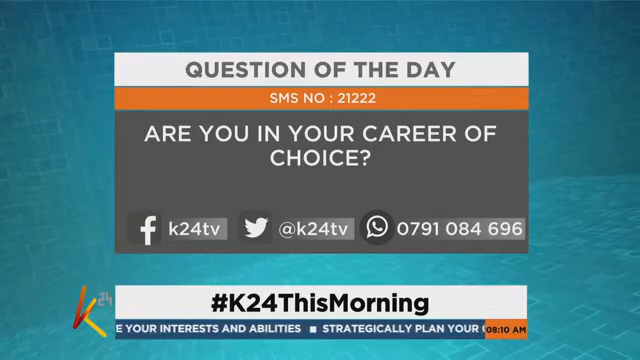 QUESTION OF THE DAY
SMS NO : 21222
ARE YOU IN YOUR CAREER OF
CHOICE?
k24tv @k24tv 0791 084 696
24
#K24ThisMorning
E YOUR INTERESTS AND ABILITIES ■ STRATEGICALLY PLAN YOUR
08:10 AM